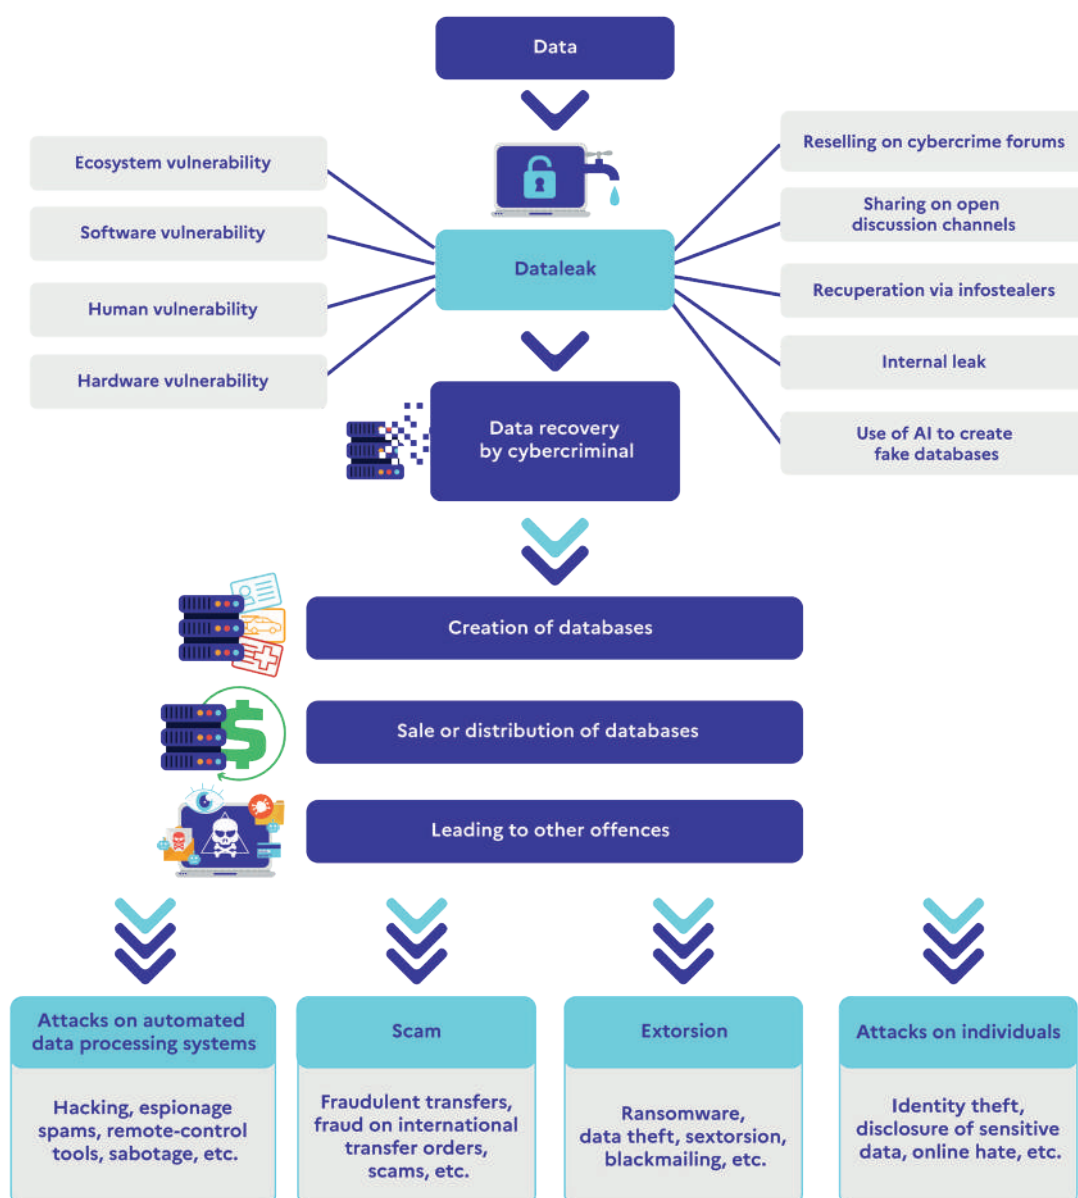 Data
Ecosystem vulnerability
Software vulnerability
Human vulnerability
Hardware vulnerability
Dataleak
Reselling on cybercrime forums
Sharing on open
discussion channels
Recuperation via infostealers
Internal leak
Use of AI to create
fake databases
Data recovery
by cybercriminal
Creation of databases
Sale or distribution of databases
Leading to other offences
Attacks on automated
data processing systems
Hacking, espionage
spams, remote-control
tools, sabotage, etc.
Scam
Fraudulent transfers,
fraud on international
transfer orders,
scams, etc.
Extorsion
Ransomware,
data theft, sextorsion,
blackmailing, etc.
Attacks on individuals
Identity theft,
disclosure of sensitive
data, online hate, etc.